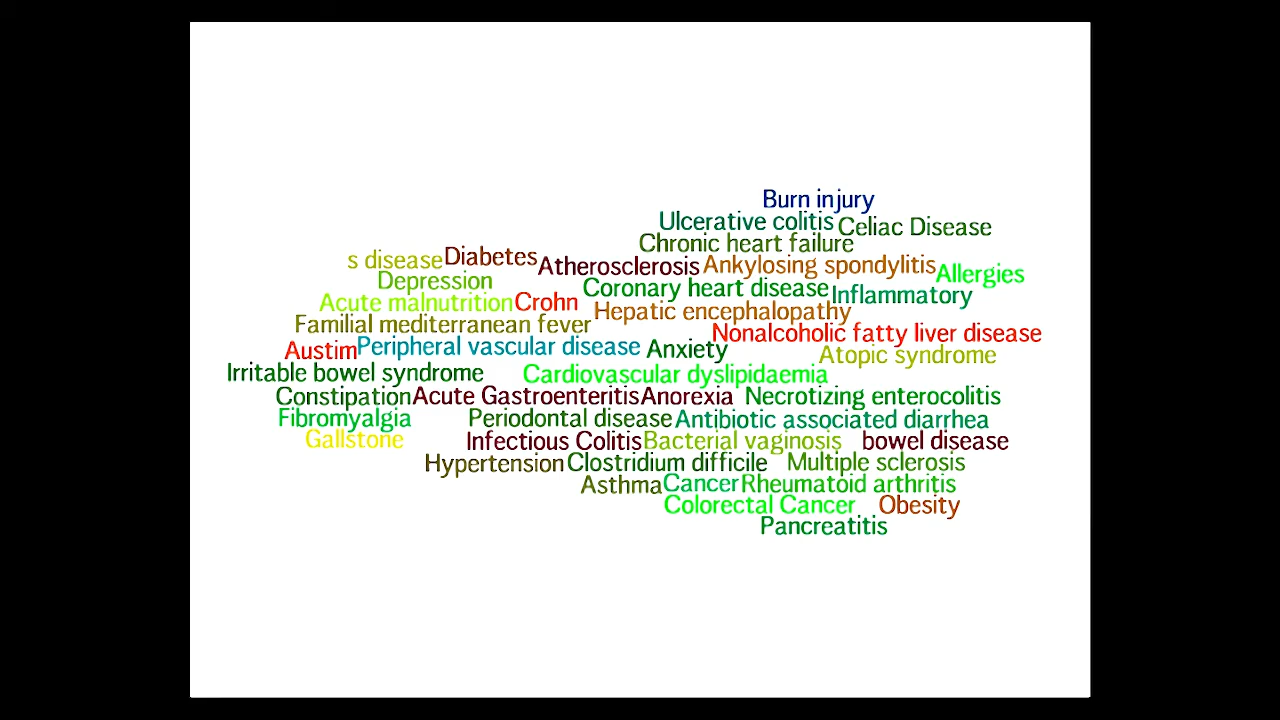 Burn injury
Ulcerative colitis Celiac Disease
Chronic heart failure
s disease Diabetes Atherosclerosis Ankylosing spondylitis Allergies
Depression Coronary heart disease Inflammatory
Acute malnutrition Crohn Hepatic encephalopathy
Familial mediterranean fever Nonalcoholic fatty liver disease
Austim Peripheral vascular disease Anxiety Atopic syndrome
Irritable bowel syndrome Cardiovascular dyslipidaemia
Constipation Acute Gastroenteritis Anorexia Necrotizing enterocolitis
Fibromyalgia Periodontal disease Antibiotic associated diarrhea
Gallstone Infectious Colitis Bacterial vaginosis bowel disease
Hypertension Clostridium difficile Multiple sclerosis
Asthma Cancer Rheumatoid arthritis
Colorectal Cancer Obesity
Pancreatitis